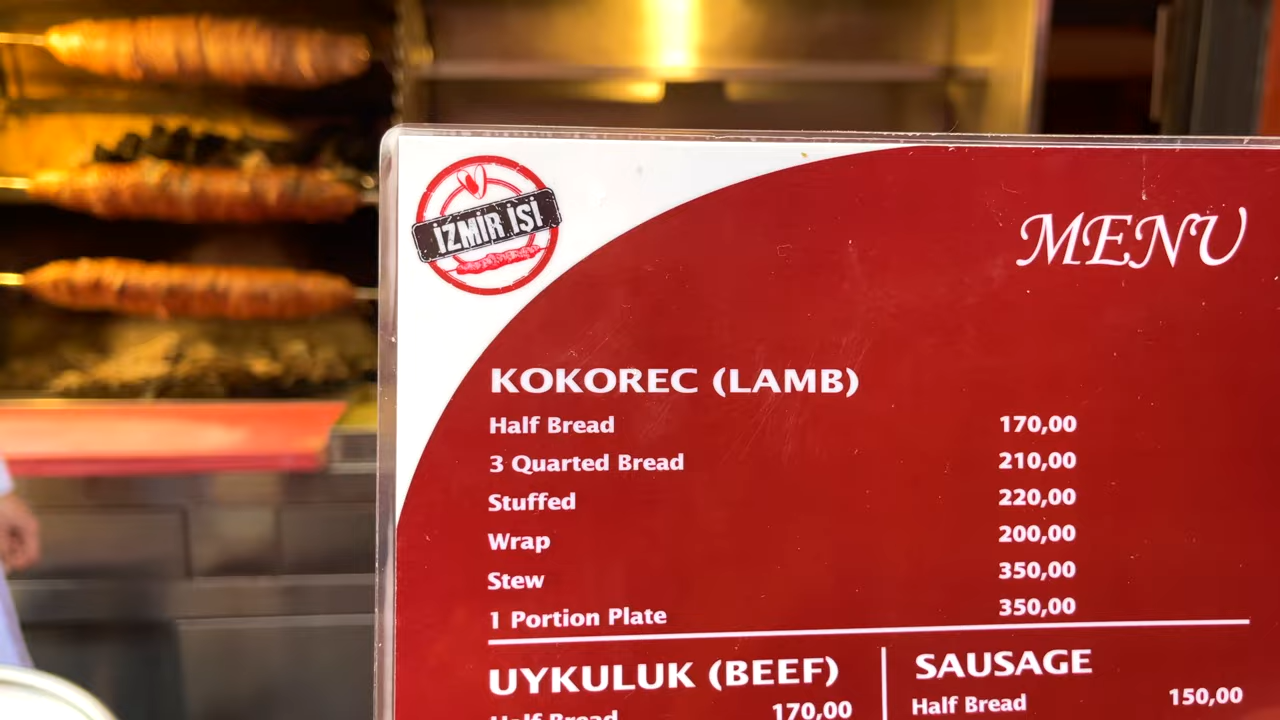 İZMİR İŞİ
MENU
KOKOREC (LAMB)
Half Bread 170,00
3 Quarted Bread 210,00
Stuffed 220,00
Wrap 200,00
Stew 350,00
1 Portion Plate 350,00
UYKULUK (BEEF)
Half Bread 170,00
SAUSAGE
Half Bread 150,00